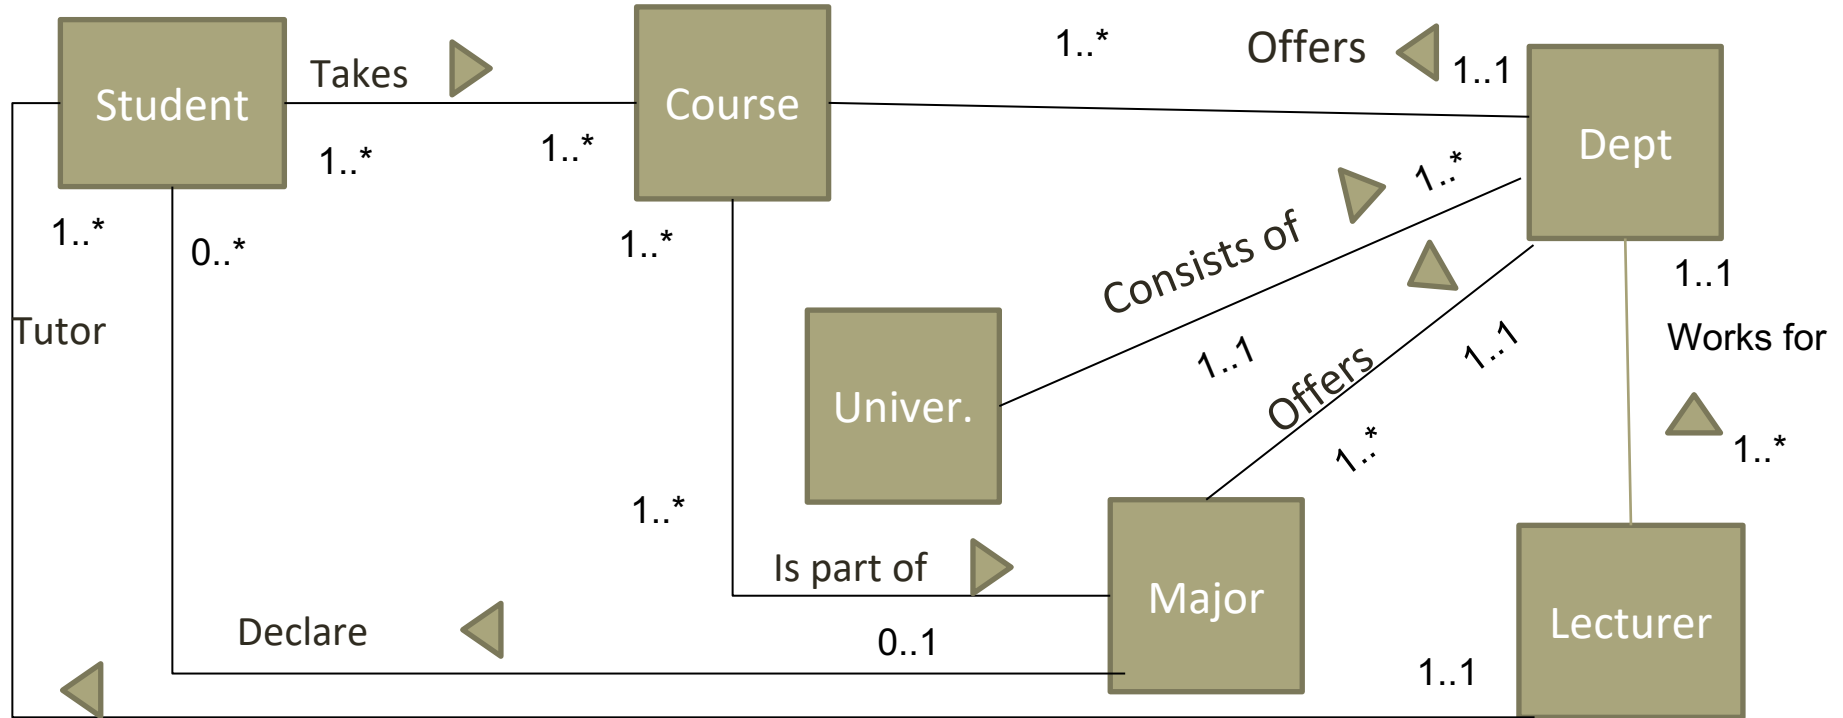 1..*
Offers
1..1
Student
Takes
Course
Dept
1..*
1..*
1..*
1..*
0..*
1..*
Consists of
1..1
Tutor
Works for
Univer.
1..1
Offers
1..1
1..*
1..*
1..*
Is part of
Major
Lecturer
Declare
0..1
1..1